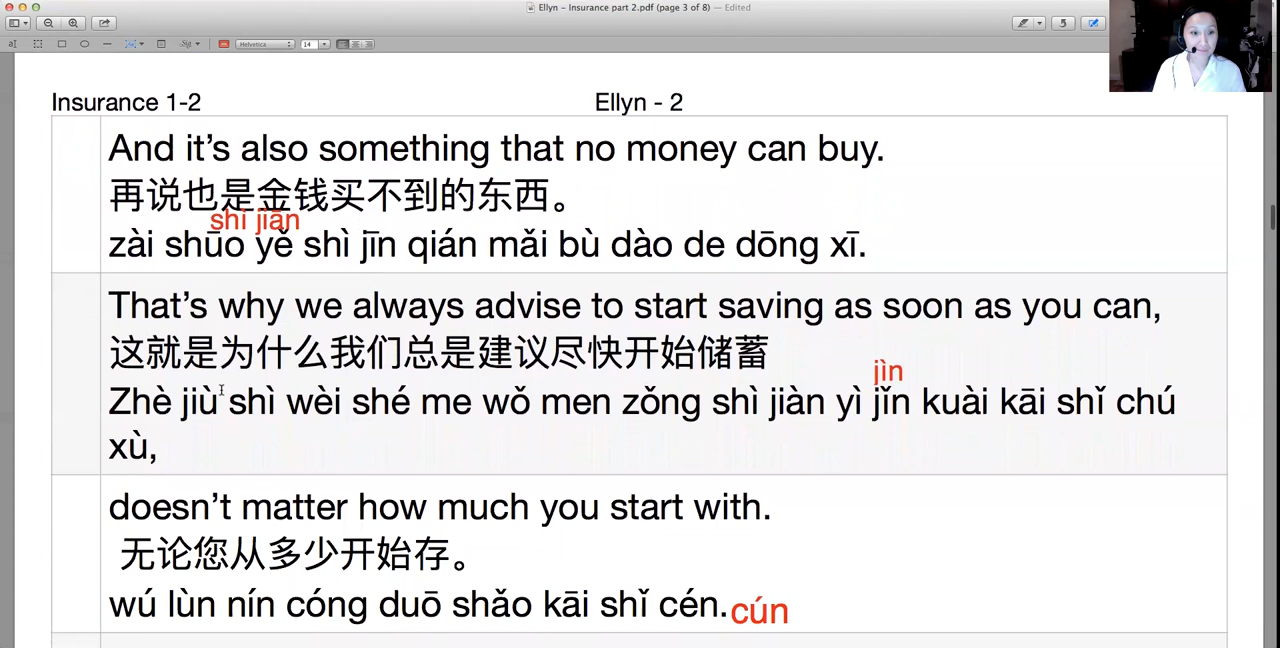 Ellyn – Insurance part 2.pdf (page 3 of 8) — Edited
Helvetica 14
Insurance 1-2 Ellyn - 2
And it’s also something that no money can buy.
再说也是金钱买不到的东西。
shí jiān
zài shūo yě shì jīn qián mǎi bù dào de dōng xī.
That’s why we always advise to start saving as soon as you can,
这就是为什么我们总是建议尽快开始储蓄
jìn
Zhè jiù shì wèi shé me wǒ men zǒng shì jiàn yì jǐn kuài kāi shǐ chú
xù,
doesn’t matter how much you start with.
无论您从多少开始存。
wú lùn nín cóng duō shǎo kāi shǐ cén. cún